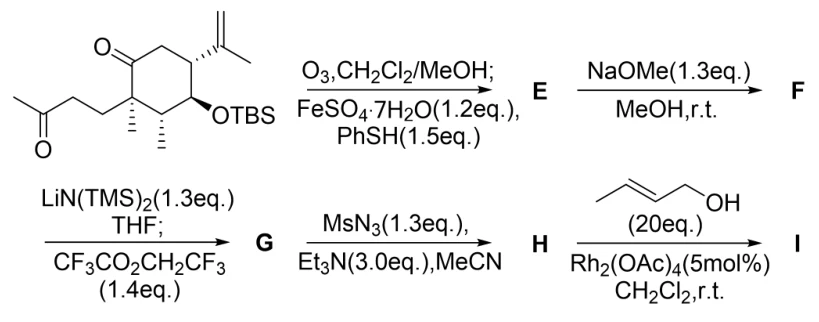 O
O
OTBS
O₃,CH₂Cl₂/MeOH;
FeSO₄·7H₂O(1.2eq.),
PhSH(1.5eq.)
E
NaOMe(1.3eq.)
MeOH,r.t.
F
LiN(TMS)₂(1.3eq.)
THF;
CF₃CO₂CH₂CF₃
(1.4eq.)
G
MsN₃(1.3eq.),
Et₃N(3.0eq.),MeCN
H
OH
(20eq.)
Rh₂(OAc)₄(5mol%)
CH₂Cl₂,r.t.
I